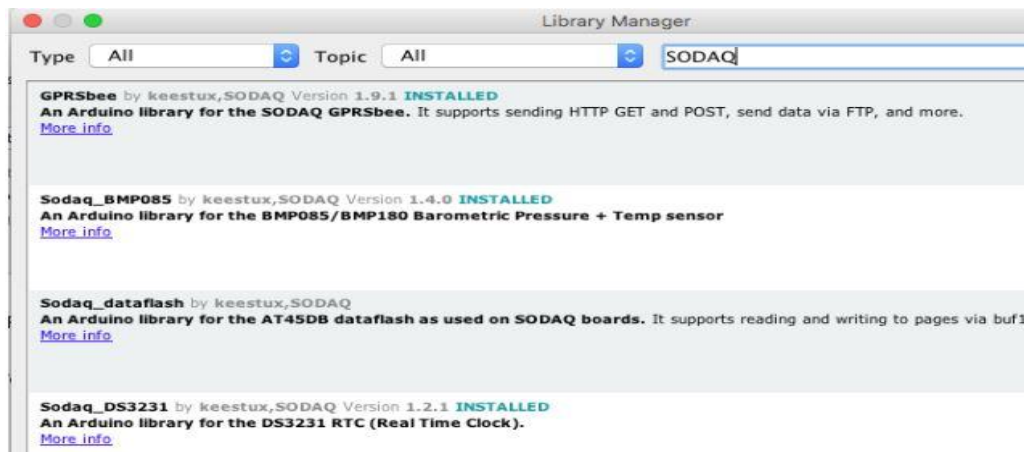 Library Manager
Type All Topic All SODAQ
GPRSbee by keestux,SODAQ Version 1.9.1 INSTALLED
An Arduino library for the SODAQ GPRSbee. It supports sending HTTP GET and POST, send data via FTP, and more.
More info
Sodaq_BMP085 by keestux,SODAQ Version 1.4.0 INSTALLED
An Arduino library for the BMP085/BMP180 Barometric Pressure + Temp sensor
More info
Sodaq_dataflash by keestux,SODAQ
An Arduino library for the AT45DB dataflash as used on SODAQ boards. It supports reading and writing to pages via buf1
More info
Sodaq_DS3231 by keestux,SODAQ Version 1.2.1 INSTALLED
An Arduino library for the DS3231 RTC (Real Time Clock).
More info